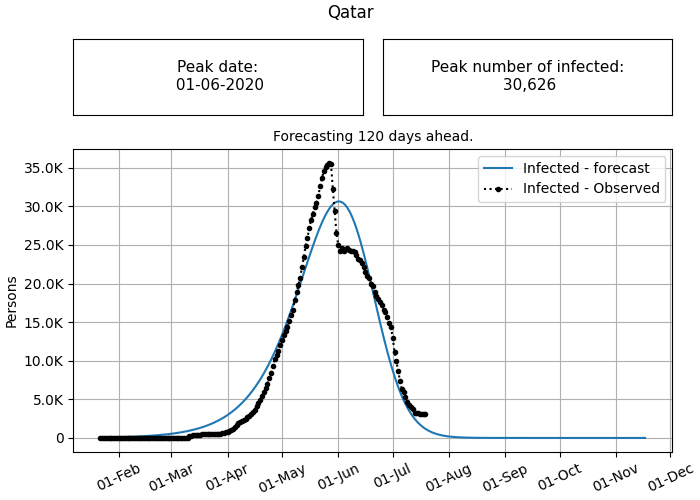 Qatar
Peak date:
01-06-2020
Peak number of infected:
30,626
Forecasting 120 days ahead.
Infected - forecast
Infected - Observed
Persons
35.0K
30.0K
25.0K
20.0K
15.0K
10.0K
5.0K
0
01-Feb
01-Mar
01-Apr
01-May
01-Jun
01-Jul
01-Aug
01-Sep
01-Oct
01-Nov
01-Dec